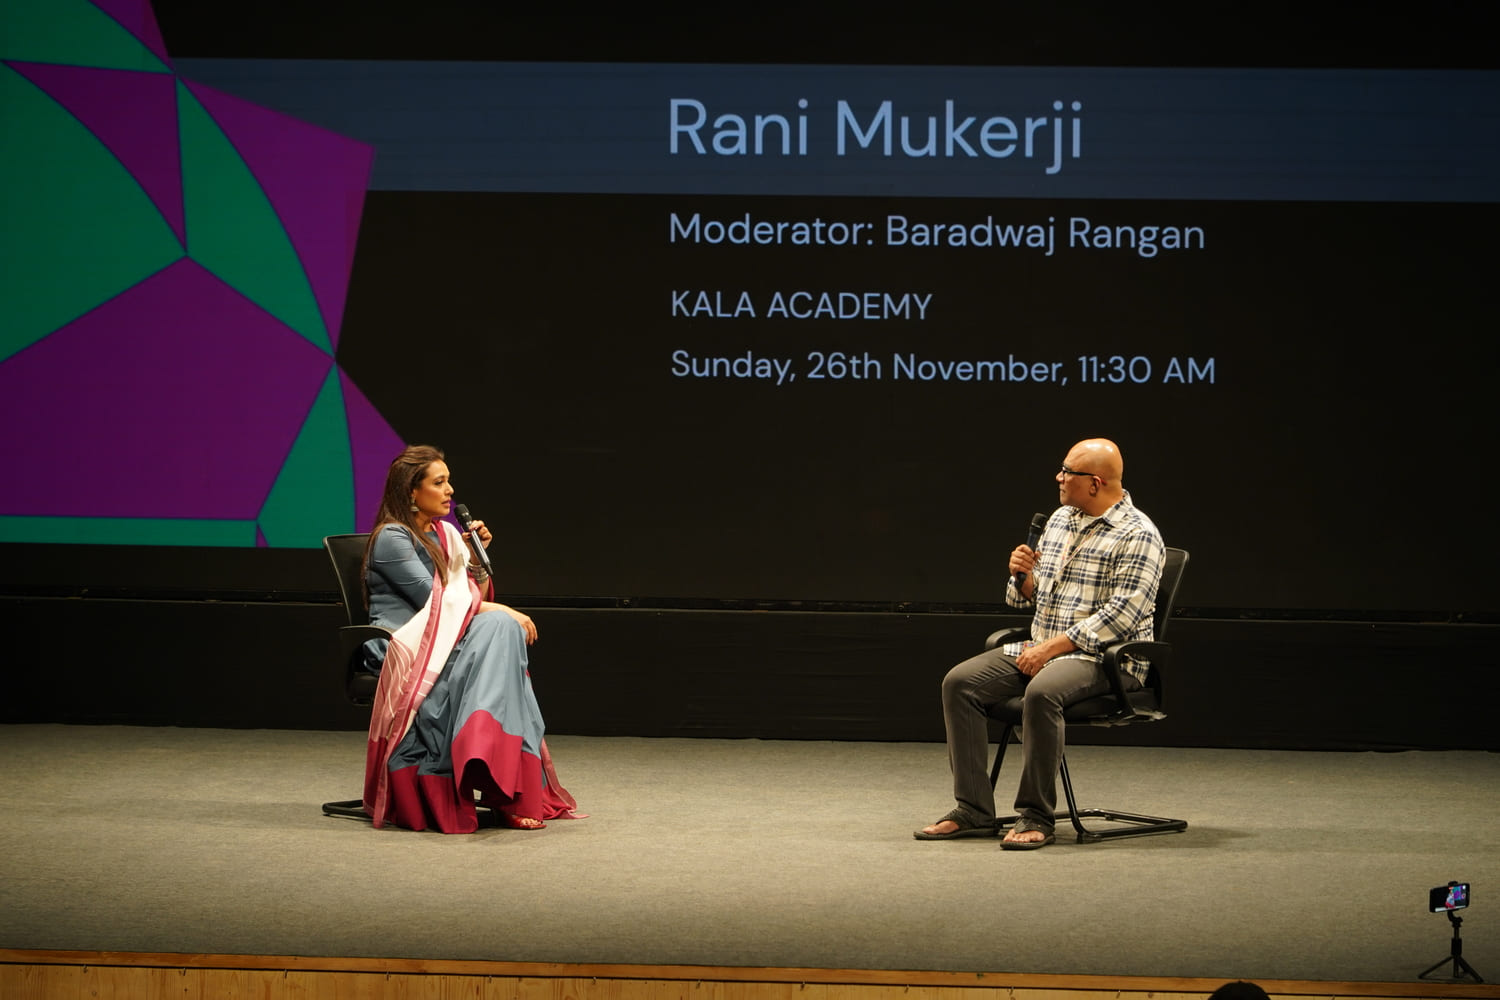 Rani Mukerji
Moderator: Baradwaj Rangan
KALA ACADEMY
Sunday, 26th November, 11:30 AM